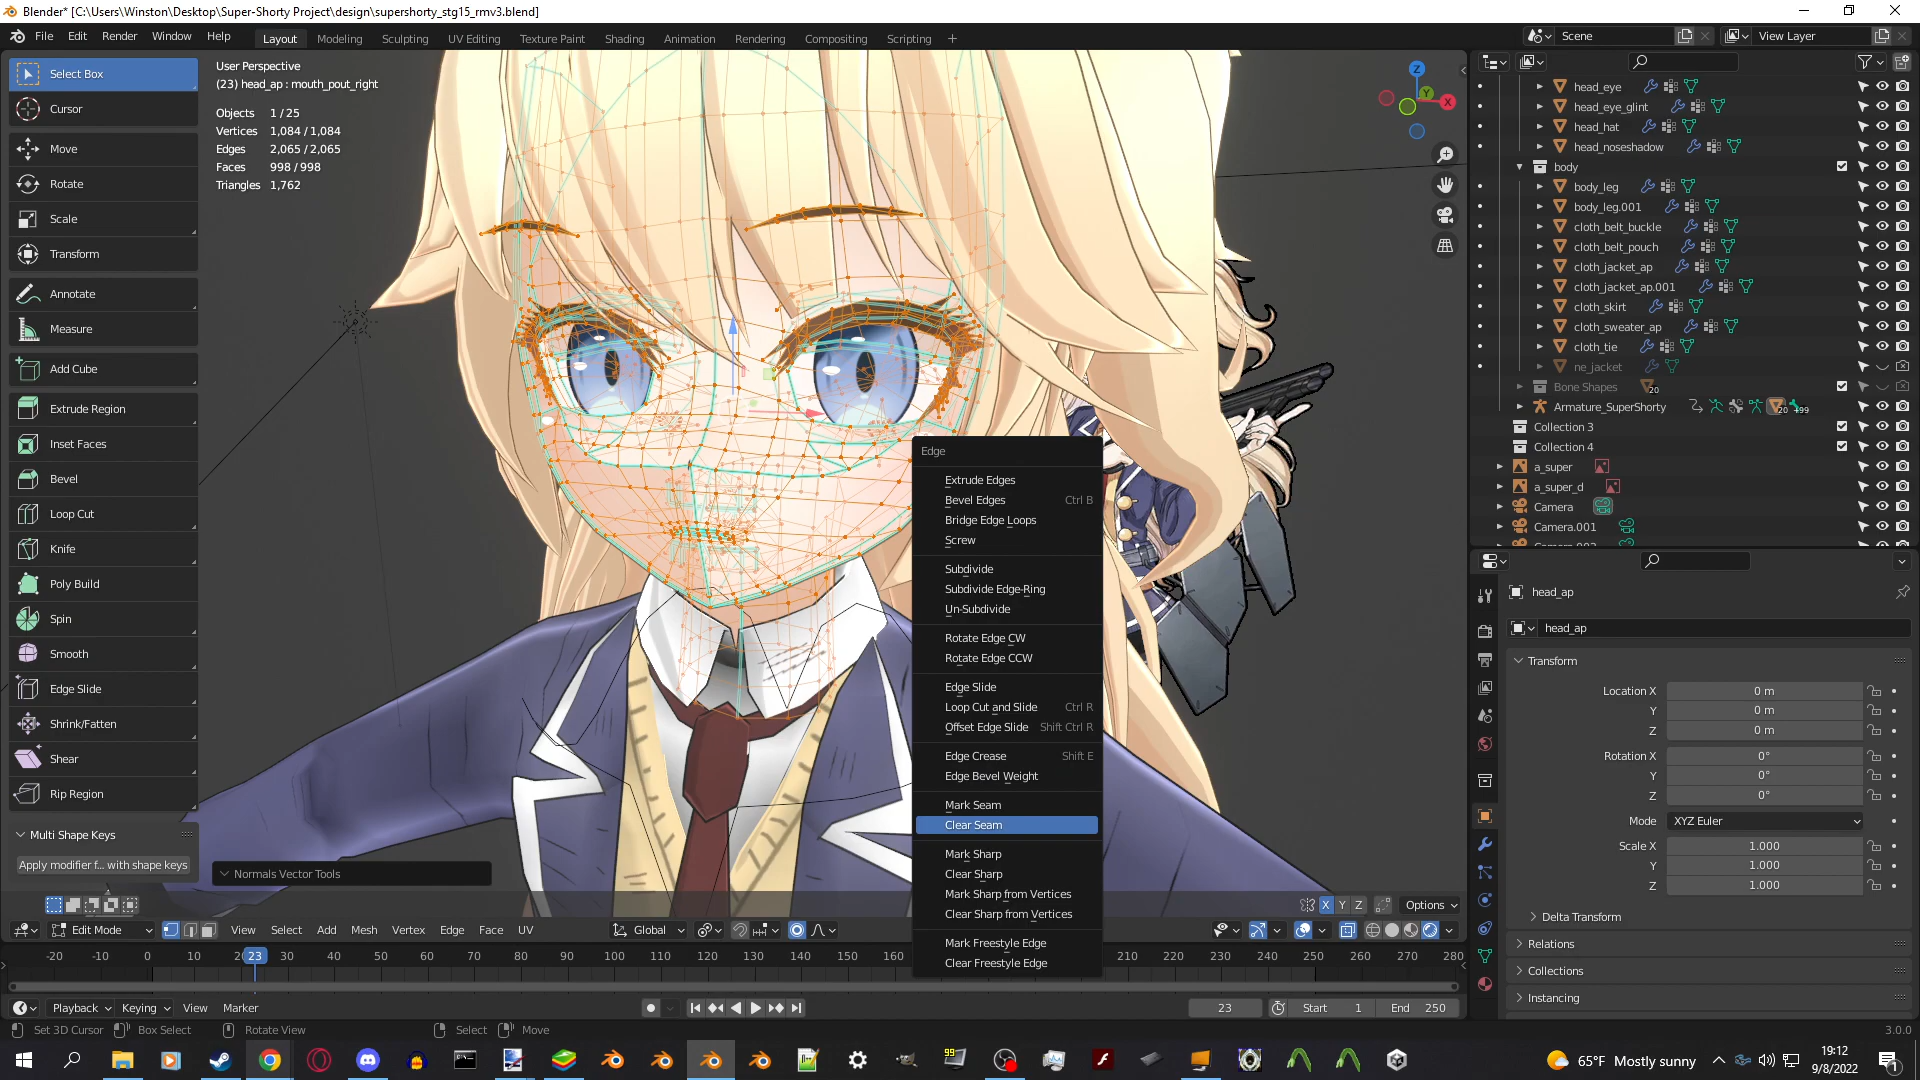 Blender* [C:\Users\Winston\Desktop\Super-Shorty Project\design\supershorty_stg15_rmv3.blend]
File Edit Render Window Help Layout Modeling Sculpting UV Editing Texture Paint Shading Animation Rendering Compositing Scripting + Scene View Layer
Select Box
Cursor
Move
Rotate
Scale
Transform
Annotate
Measure
Add Cube
Extrude Region
Inset Faces
Bevel
Loop Cut
Knife
Poly Build
Spin
Smooth
Edge Slide
Shrink/Fatten
Shear
Rip Region
Multi Shape Keys
Apply modifier f... with shape keys
User Perspective
(23) head_ap : mouth_pout_right
Objects 1 / 25
Vertices 1,084 / 1,084
Edges 2,065 / 2,065
Faces 998 / 998
Triangles 1,762
Z
Y
X
Normals Vector Tools
Edge
Extrude Edges
Bevel Edges Ctrl B
Bridge Edge Loops
Screw
Subdivide
Subdivide Edge-Ring
Un-Subdivide
Rotate Edge CW
Rotate Edge CCW
Edge Slide
Loop Cut and Slide Ctrl R
Offset Edge Slide Shift Ctrl R
Edge Crease Shift E
Edge Bevel Weight
Mark Seam
Clear Seam
Mark Sharp
Clear Sharp
Mark Sharp from Vertices
Clear Sharp from Vertices
Mark Freestyle Edge
Clear Freestyle Edge
X Y Z Options
Edit Mode View Select Add Mesh Vertex Edge Face UV Global
-20 -10 0 10 20 23 30 40 50 60 70 80 90 100 110 120 130 140 150 160 210 220 230 240 250 260 270 280
Playback Keying View Marker 23 Start 1 End 250
Set 3D Cursor Box Select Rotate View Select Move 3.0.0
head_eye
head_eye_glint
head_hat
head_noseshadow
body
body_leg
body_leg.001
cloth_belt_buckle
cloth_belt_pouch
cloth_jacket_ap
cloth_jacket_ap.001
cloth_skirt
cloth_sweater_ap
cloth_tie
ne_jacket
Bone Shapes 20
Armature_SuperShorty 20 +99
Collection 3
Collection 4
a_super
a_super_d
Camera
Camera.001
head_ap
head_ap
Transform
Location X 0 m
Y 0 m
Z 0 m
Rotation X 0°
Y 0°
Z 0°
Mode XYZ Euler
Scale X 1.000
Y 1.000
Z 1.000
Delta Transform
Relations
Collections
Instancing
99
65°F Mostly sunny
19:12
9/8/2022
1